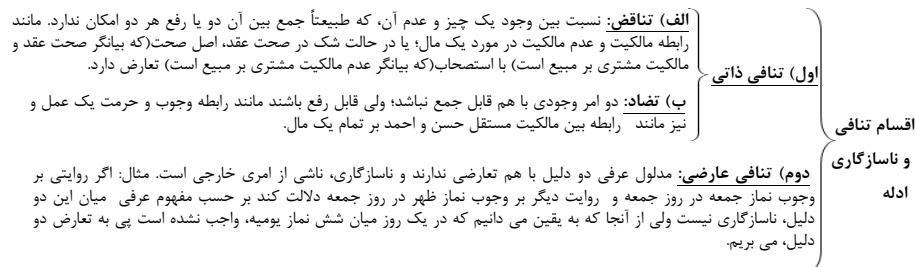 اقسام تنافی
و ناسازگاری
ادله
اول) تنافی ذاتی
الف) تناقض: نسبت بین وجود یک چیز و عدم آن، که طبیعتاً جمع بین آن دو یا رفع هر دو امکان ندارد. مانند
رابطه مالکیت و عدم مالکیت در مورد یک مال؛ یا در حالت شک در صحت عقد، اصل صحت(که بیانگر صحت عقد و
مالکیت مشتری بر مبیع است) با استصحاب(که بیانگر عدم مالکیت مشتری بر مبیع است) تعارض دارد.
ب) تضاد: دو امر وجودی با هم قابل جمع نباشد؛ ولی قابل رفع باشند مانند رابطه وجوب و حرمت یک عمل و
نیز مانند رابطه بین مالکیت مستقل حسن و احمد بر تمام یک مال.
دوم) تنافی عارضی: مدلول عرفی دو دلیل با هم تعارضی ندارند و ناسازگاری، ناشی از امری خارجی است. مثال: اگر روایتی بر
وجوب نماز جمعه در روز جمعه و روایت دیگر بر وجوب نماز ظهر در روز جمعه دلالت کند بر حسب مفهوم عرفی میان این دو
دلیل، ناسازگاری نیست ولی از آنجا که به یقین می دانیم که در یک روز میان شش نماز یومیه، واجب نشده است پی به تعارض دو
دلیل، می بریم.